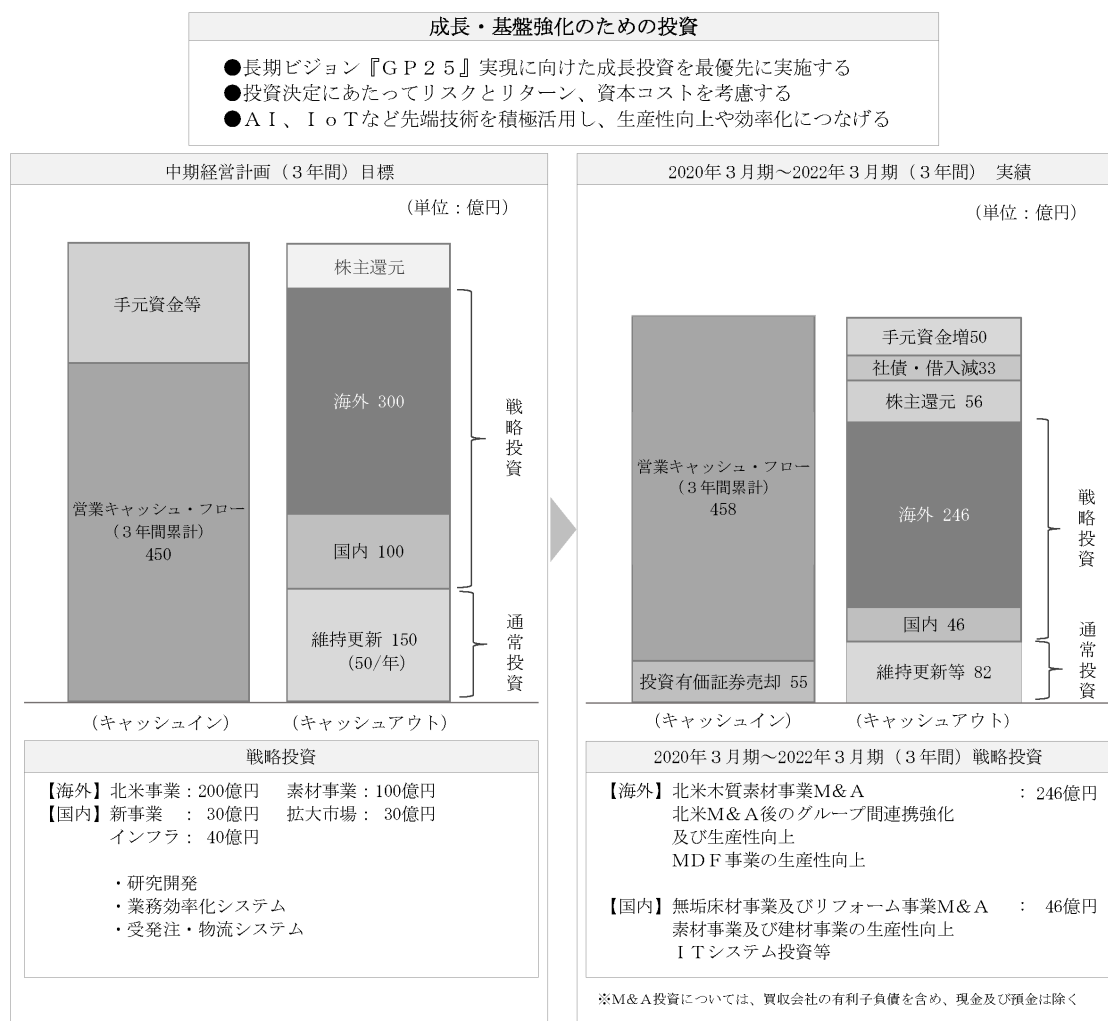 成長・基盤強化のための投資
●長期ビジョン『ＧＰ２５』実現に向けた成長投資を最優先に実施する
●投資決定にあたってリスクとリターン、資本コストを考慮する
●ＡＩ、ＩｏＴなど先端技術を積極活用し、生産性向上や効率化につなげる
中期経営計画（３年間）目標
（単位：億円）
手元資金等
営業キャッシュ・フロー
（３年間累計）
450
（キャッシュイン）
株主還元
海外 300
国内 100
維持更新 150
(50/年)
（キャッシュアウト）
戦略投資
通常投資
戦略投資
【海外】北米事業：200億円　素材事業：100億円
【国内】新事業　： 30億円　拡大市場： 30億円
インフラ： 40億円
・研究開発
・業務効率化システム
・受発注・物流システム
2020年３月期～2022年３月期（３年間）　実績
（単位：億円）
営業キャッシュ・フロー
（３年間累計）
458
投資有価証券売却 55
（キャッシュイン）
手元資金増50
社債・借入減33
株主還元 56
海外 246
国内 46
維持更新等 82
（キャッシュアウト）
戦略投資
通常投資
2020年３月期～2022年３月期（３年間）戦略投資
【海外】北米木質素材事業Ｍ＆Ａ　：246億円
北米Ｍ＆Ａ後のグループ間連携強化
及び生産性向上
ＭＤＦ事業の生産性向上
【国内】無垢床材事業及びリフォーム事業Ｍ＆Ａ　： 46億円
素材事業及び建材事業の生産性向上
ＩＴシステム投資等
※Ｍ＆Ａ投資については、買収会社の有利子負債を含め、現金及び預金は除く